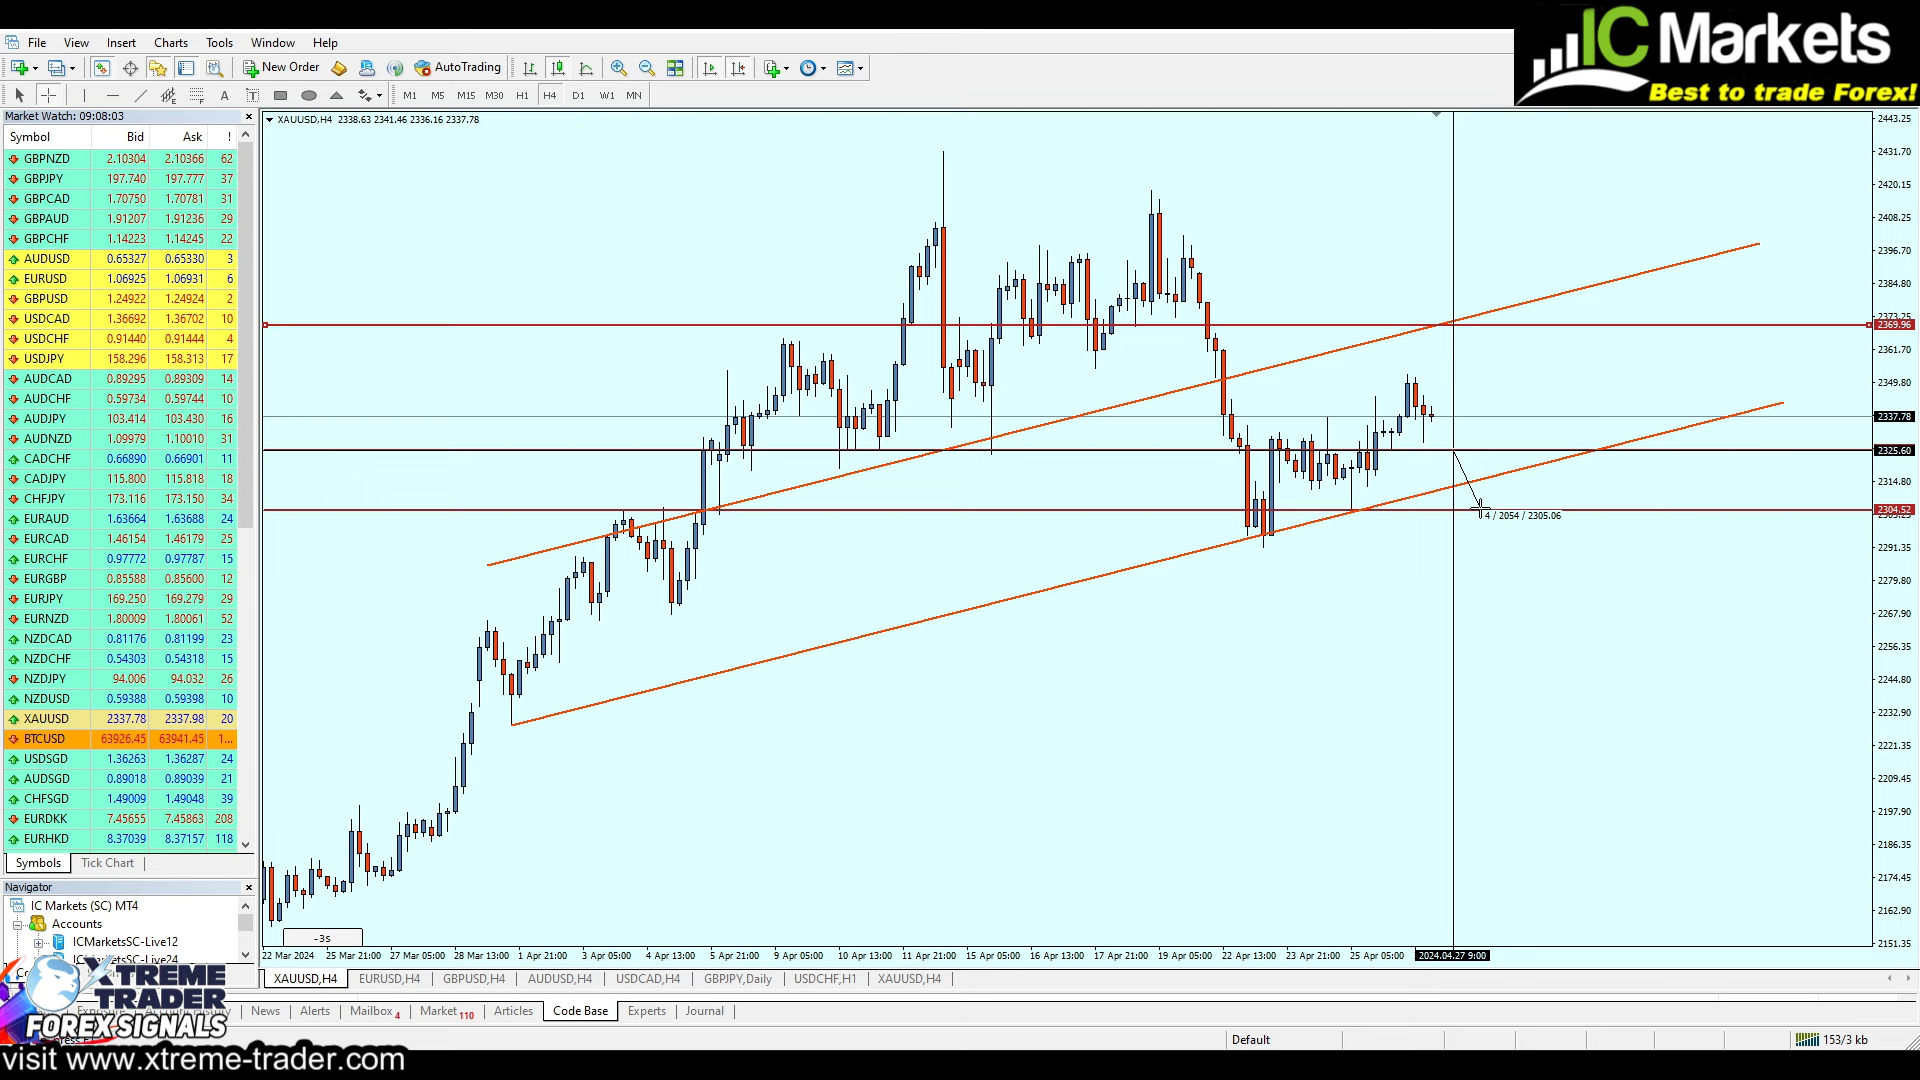 IC Markets
Best to trade Forex!
File View Insert Charts Tools Window Help
New Order AutoTrading
A T M1 M5 M15 M30 H1 H4 D1 W1 MN
Market Watch: 09:08:03
Symbol Bid Ask !
GBPNZD 2.10304 2.10366 62
GBPJPY 197.740 197.777 37
GBPCAD 1.70750 1.70781 31
GBPAUD 1.91207 1.91236 29
GBPCHF 1.14223 1.14245 22
AUDUSD 0.65327 0.65330 3
EURUSD 1.06925 1.06931 6
GBPUSD 1.24922 1.24924 2
USDCAD 1.36692 1.36702 10
USDCHF 0.91440 0.91444 4
USDJPY 158.296 158.313 17
AUDCAD 0.89295 0.89309 14
AUDCHF 0.59734 0.59744 10
AUDJPY 103.414 103.430 16
AUDNZD 1.09979 1.10010 31
CADCHF 0.66890 0.66901 11
CADJPY 115.800 115.818 18
CHFJPY 173.116 173.150 34
EURAUD 1.63664 1.63688 24
EURCAD 1.46154 1.46179 25
EURCHF 0.97787 0.97787 15
EURGBP 0.85588 0.85600 12
EURJPY 169.250 169.279 29
EURNZD 1.80009 1.80061 52
NZDCAD 0.81176 0.81199 23
NZDCHF 0.54303 0.54318 15
NZDJPY 94.006 94.032 26
NZDUSD 0.59388 0.59398 10
XAUUSD 2337.78 2337.98 20
BTCUSD 63926.45 63941.45 1...
USDSGD 1.36263 1.36287 24
AUDSGD 0.89018 0.89039 21
CHFSGD 1.49009 1.49048 39
EURDKK 7.45655 7.45863 208
EURHKD 8.37039 8.37157 118
Symbols Tick Chart
Navigator
IC Markets (SC) MT4
Accounts
ICMarketsSC-Live12
ICMarketsSC-Live24
XAUUSD,H4 2338.63 2341.46 2336.16 2337.78
2443.25
2431.70
2420.15
2408.25
2396.70
2384.80
2373.25
2369.96
2361.70
2349.80
2337.78
2325.60
2314.80
2304.52
2291.35
2279.80
2267.90
2256.35
2244.80
2232.90
2221.35
2209.45
2197.90
2186.35
2174.45
2162.90
2151.35
4 / 2054 / 2305.06
-3s
22 Mar 2024 25 Mar 21:00 27 Mar 05:00 28 Mar 13:00 1 Apr 21:00 3 Apr 05:00 4 Apr 13:00 5 Apr 21:00 9 Apr 05:00 10 Apr 13:00 11 Apr 21:00 15 Apr 05:00 16 Apr 13:00 17 Apr 21:00 19 Apr 05:00 22 Apr 13:00 23 Apr 21:00 25 Apr 05:00 2024.04.27 9:00
XAUUSD,H4 EURUSD,H4 GBPUSD,H4 AUDUSD,H4 USDCAD,H4 GBPJPY,Daily USDCHF,H1 XAUUSD,H4
Exposure Account History News Alerts Mailbox 4 Market 110 Articles Code Base Experts Journal
XTREME
TRADER
FOREX SIGNALS
Default 153/3 kb
visit www.xtreme-trader.com